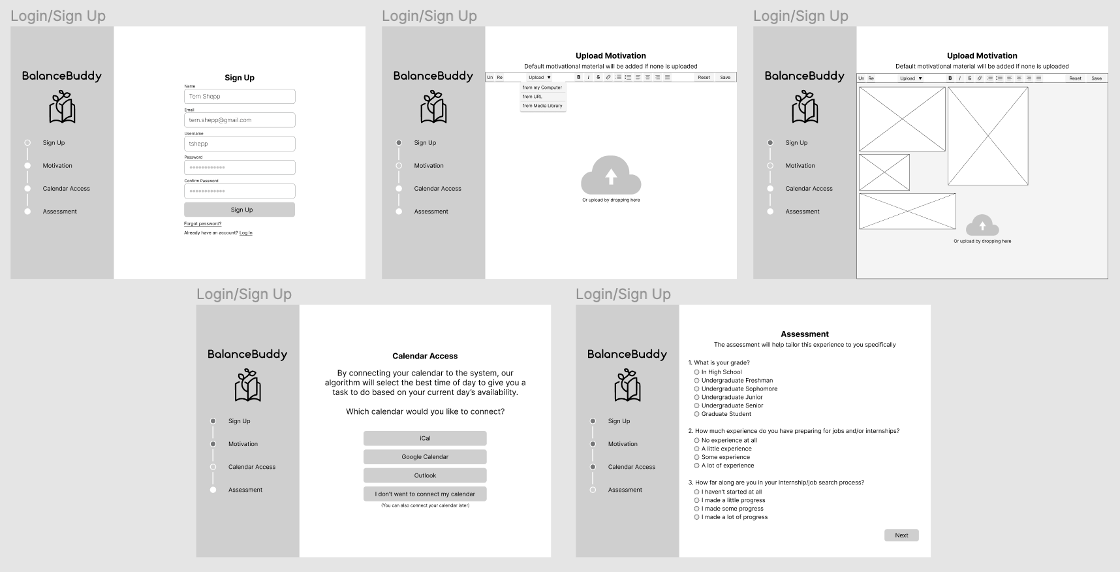 Login/Sign Up
BalanceBuddy
Sign Up
Motivation
Calendar Access
Assessment
Sign Up
Name
Tem Shepp
Email
tem.shepp@gmail.com
Username
tshepp
Password
************
Confirm Password
************
Sign Up
Forgot password?
Already have an account? Log In
Login/Sign Up
BalanceBuddy
Sign Up
Motivation
Calendar Access
Assessment
Upload Motivation
Default motivational material will be added if none is uploaded
Un Re Upload ▼ B I S Reset Save
from my Computer
from URL
from Media Library
Or upload by dropping here
Login/Sign Up
BalanceBuddy
Sign Up
Motivation
Calendar Access
Assessment
Upload Motivation
Default motivational material will be added if none is uploaded
Un Re Upload ▼ B I S Reset Save
Or upload by dropping here
Login/Sign Up
BalanceBuddy
Sign Up
Motivation
Calendar Access
Assessment
Calendar Access
By connecting your calendar to the system, our
algorithm will select the best time of day to give you a
task to do based on your current day's availability.
Which calendar would you like to connect?
iCal
Google Calendar
Outlook
I don't want to connect my calendar
(You can also connect your calendar later)
Login/Sign Up
BalanceBuddy
Sign Up
Motivation
Calendar Access
Assessment
Assessment
The assessment will help tailor this experience to you specifically
1. What is your grade?
In High School
Undergraduate Freshman
Undergraduate Sophomore
Undergraduate Junior
Undergraduate Senior
Graduate Student
2. How much experience do you have preparing for jobs and/or internships?
No experience at all
A little experience
Some experience
A lot of experience
3. How far along are you in your internship/job search process?
I haven't started at all
I made a little progress
I made some progress
I made a lot of progress
Next